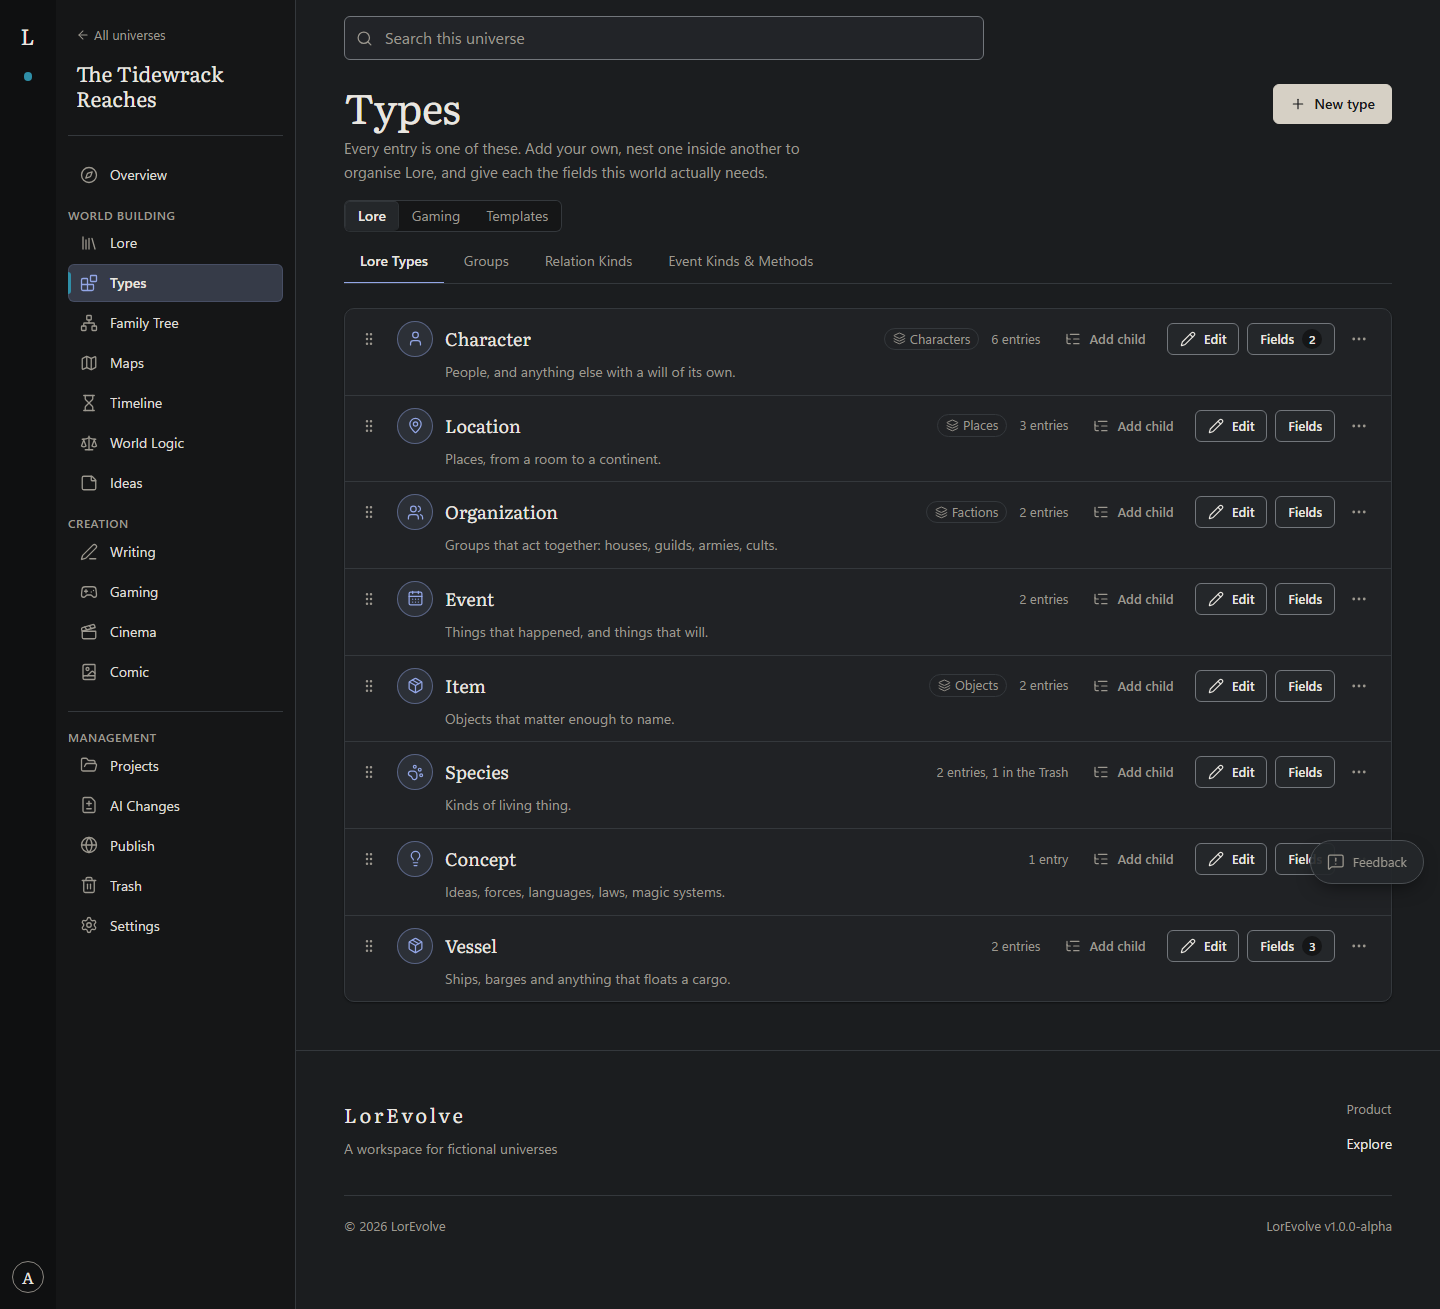 L
All universes
The Tidewrack
Reaches
Overview
WORLD BUILDING
Lore
Types
Family Tree
Maps
Timeline
World Logic
Ideas
CREATION
Writing
Gaming
Cinema
Comic
MANAGEMENT
Projects
AI Changes
Publish
Trash
Settings
A
Search this universe
Types
New type
Every entry is one of these. Add your own, nest one inside another to
organise Lore, and give each the fields this world actually needs.
Lore Gaming Templates
Lore Types Groups Relation Kinds Event Kinds & Methods
Character Characters 6 entries Add child Edit Fields 2
People, and anything else with a will of its own.
Location Places 3 entries Add child Edit Fields
Places, from a room to a continent.
Organization Factions 2 entries Add child Edit Fields
Groups that act together: houses, guilds, armies, cults.
Event 2 entries Add child Edit Fields
Things that happened, and things that will.
Item Objects 2 entries Add child Edit Fields
Objects that matter enough to name.
Species 2 entries, 1 in the Trash Add child Edit Fields
Kinds of living thing.
Concept 1 entry Add child Edit Feedback
Ideas, forces, languages, laws, magic systems.
Vessel 2 entries Add child Edit Fields 3
Ships, barges and anything that floats a cargo.
LorEvolve
A workspace for fictional universes
Product
Explore
© 2026 LorEvolve
LorEvolve v1.0.0-alpha